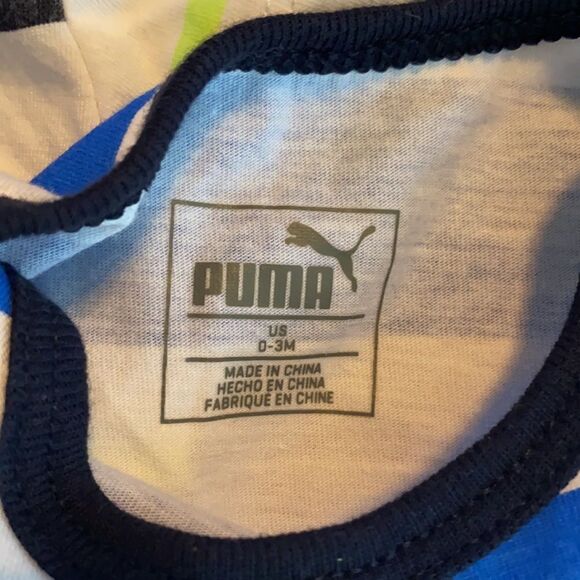 PUMA
US
0-3M
MADE IN CHINA
HECHO EN CHINA
FABRIQUÉ EN CHINE